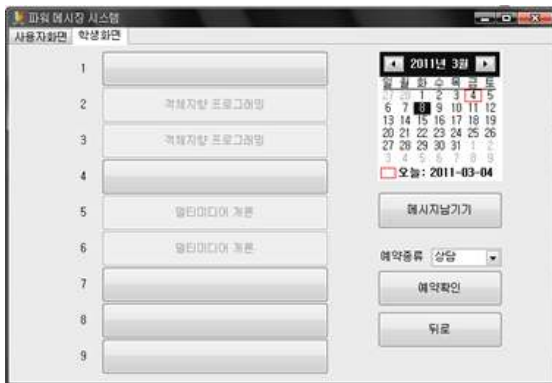 파워 메시징 시스템
사용자화면 학생화면
1
2 객체지향 프로그래밍
3 객체지향 프로그래밍
4
5 멀티미디어 개론
6 멀티미디어 개론
7
8
9
2011년 3월
일 월 화 수 목 금 토
27 28 1 2 3 4 5
6 7 8 9 10 11 12
13 14 15 16 17 18 19
20 21 22 23 24 25 26
27 28 29 30 31 1 2
3 4 5 6 7 8 9
오늘: 2011-03-04
메시지남기기
예약종류 상담
예약확인
뒤로